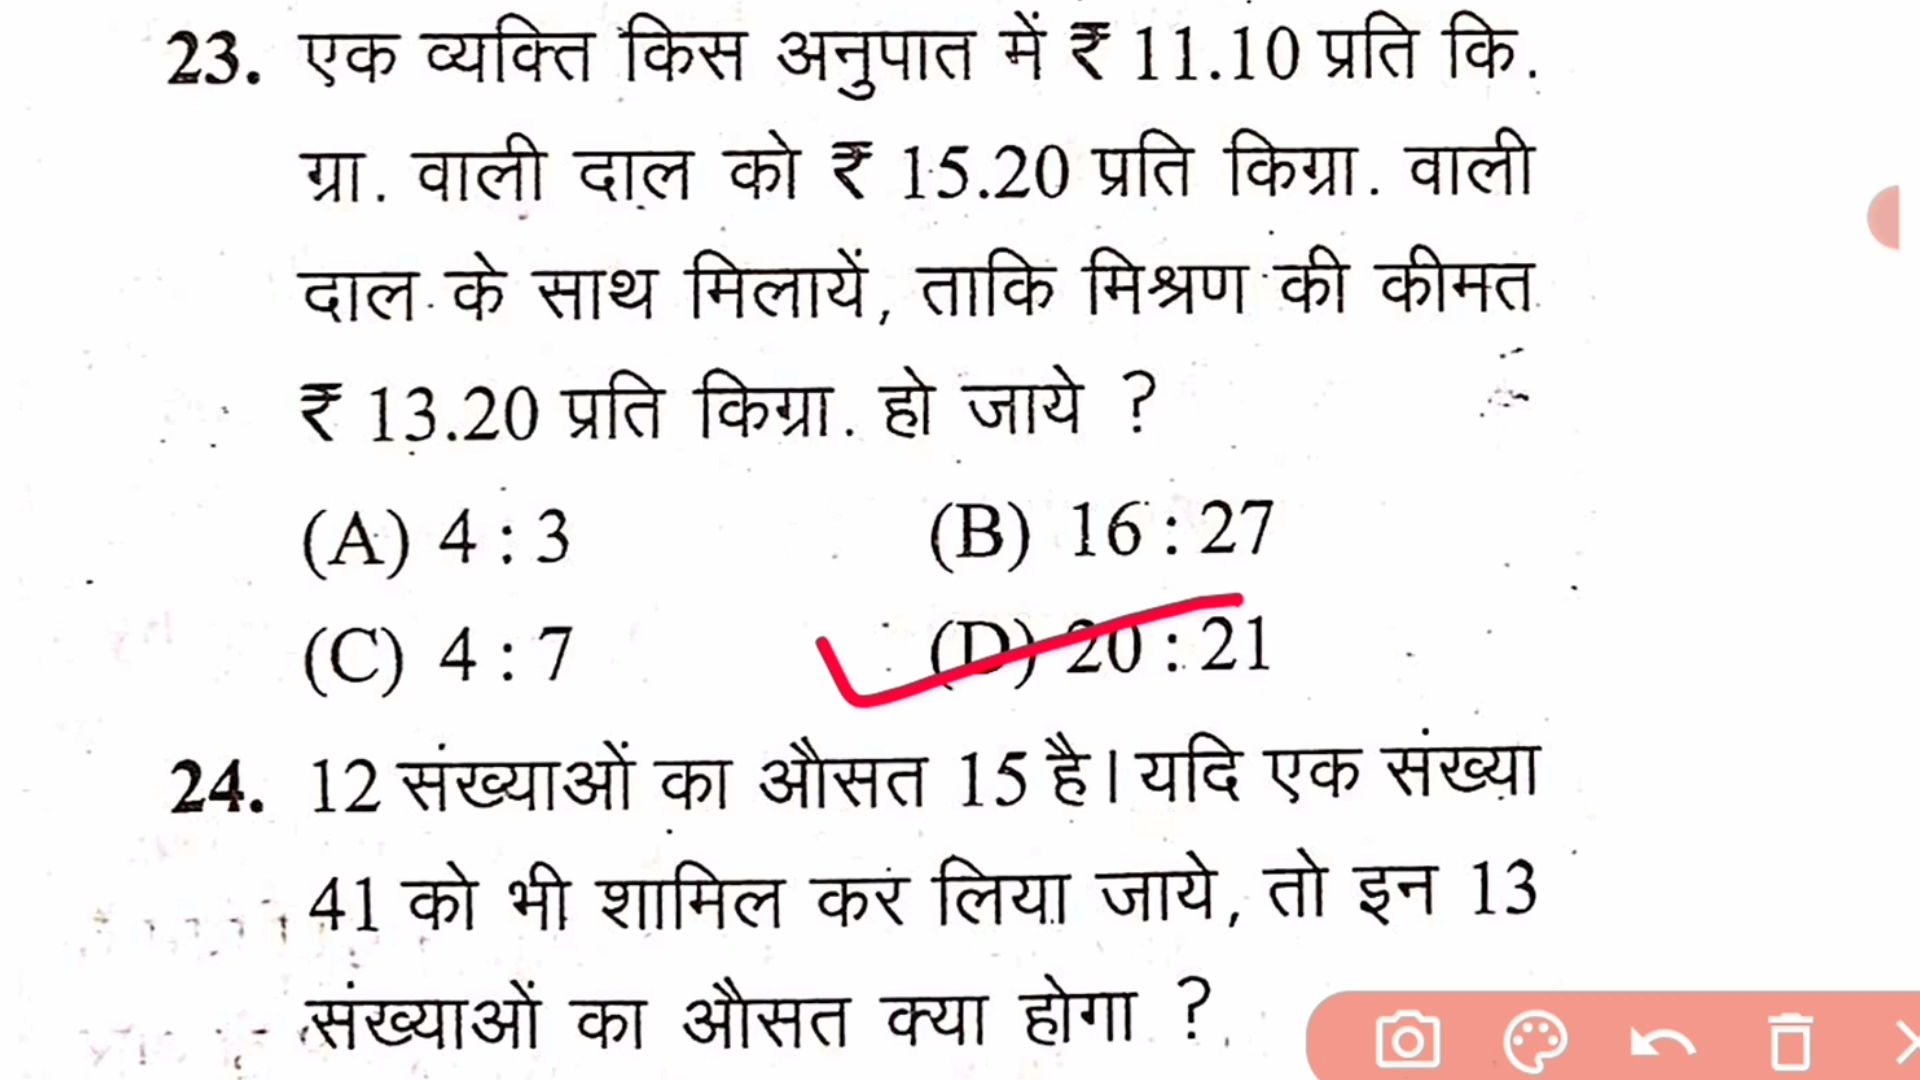 23. एक व्यक्ति किस अनुपात में ₹ 11.10 प्रति कि.
ग्रा. वाली दाल को ₹ 15.20 प्रति किग्रा. वाली
दाल के साथ मिलायें, ताकि मिश्रण की कीमत
₹ 13.20 प्रति किग्रा. हो जाये ?
(A) 4 : 3 (B) 16 : 27
(C) 4 : 7 (D) 20 : 21
24. 12 संख्याओं का औसत 15 है। यदि एक संख्या
41 को भी शामिल कर लिया जाये, तो इन 13
संख्याओं का औसत क्या होगा ?